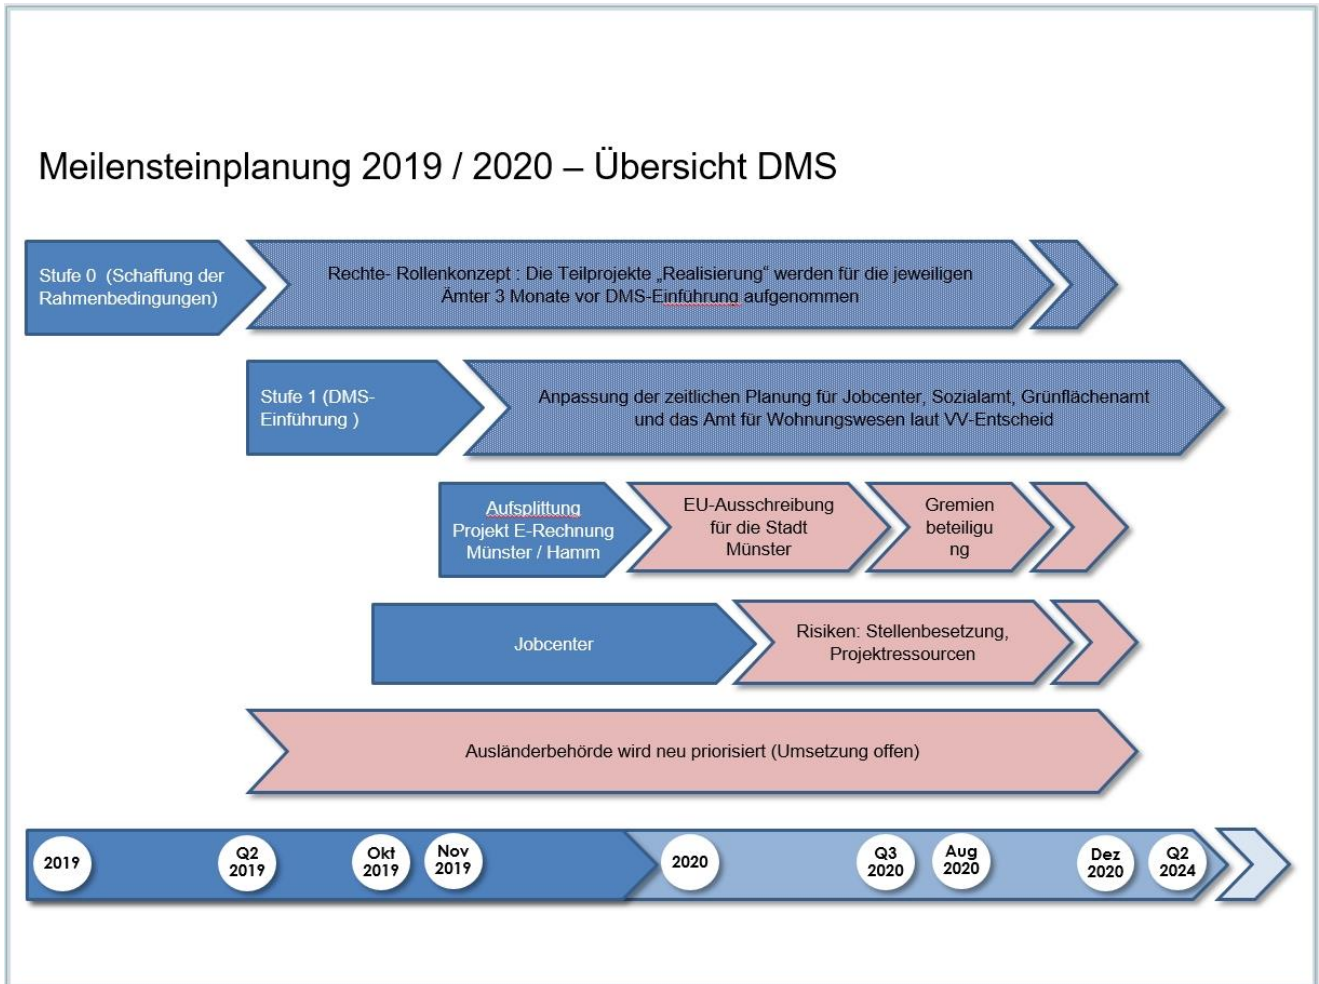 Meilensteinplanung 2019 / 2020 – Übersicht DMS
Stufe 0 (Schaffung der
Rahmenbedingungen)
Rechte- Rollenkonzept : Die Teilprojekte „Realisierung“ werden für die jeweiligen
Ämter 3 Monate vor DMS-Einführung aufgenommen
Stufe 1 (DMS-
Einführung )
Anpassung der zeitlichen Planung für Jobcenter, Sozialamt, Grünflächenamt
und das Amt für Wohnungswesen laut VV-Entscheid
Aufsplittung
Projekt E-Rechnung
Münster / Hamm
EU-Ausschreibung
für die Stadt
Münster
Gremien
beteiligu
ng
Jobcenter
Risiken: Stellenbesetzung,
Projektressourcen
Ausländerbehörde wird neu priorisiert (Umsetzung offen)
2019
Q2
2019
Okt
2019
Nov
2019
2020
Q3
2020
Aug
2020
Dez
2020
Q2
2024